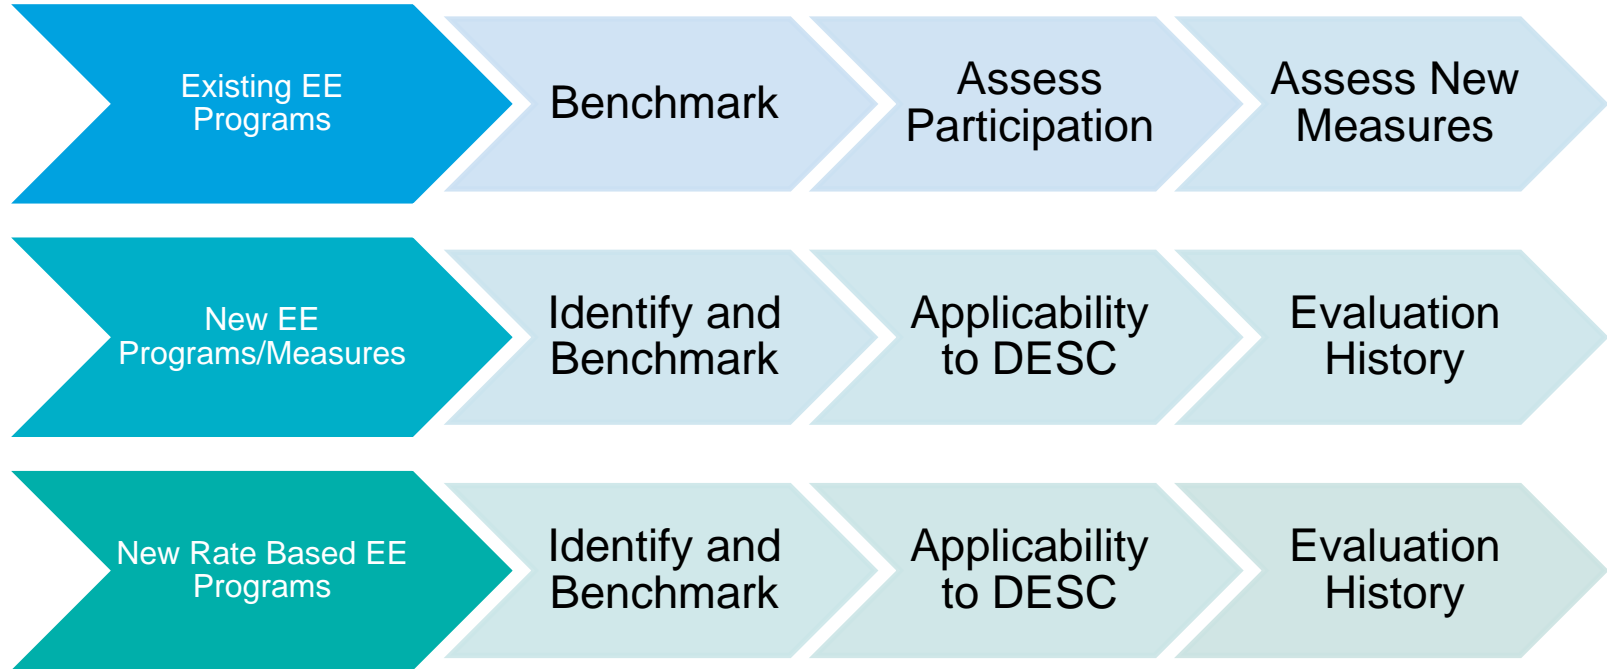 Existing EE
Programs
Benchmark
Assess
Participation
Assess New
Measures
New EE
Programs/Measures
Identify and
Benchmark
Applicability
to DESC
Evaluation
History
New Rate Based EE
Programs
Identify and
Benchmark
Applicability
to DESC
Evaluation
History